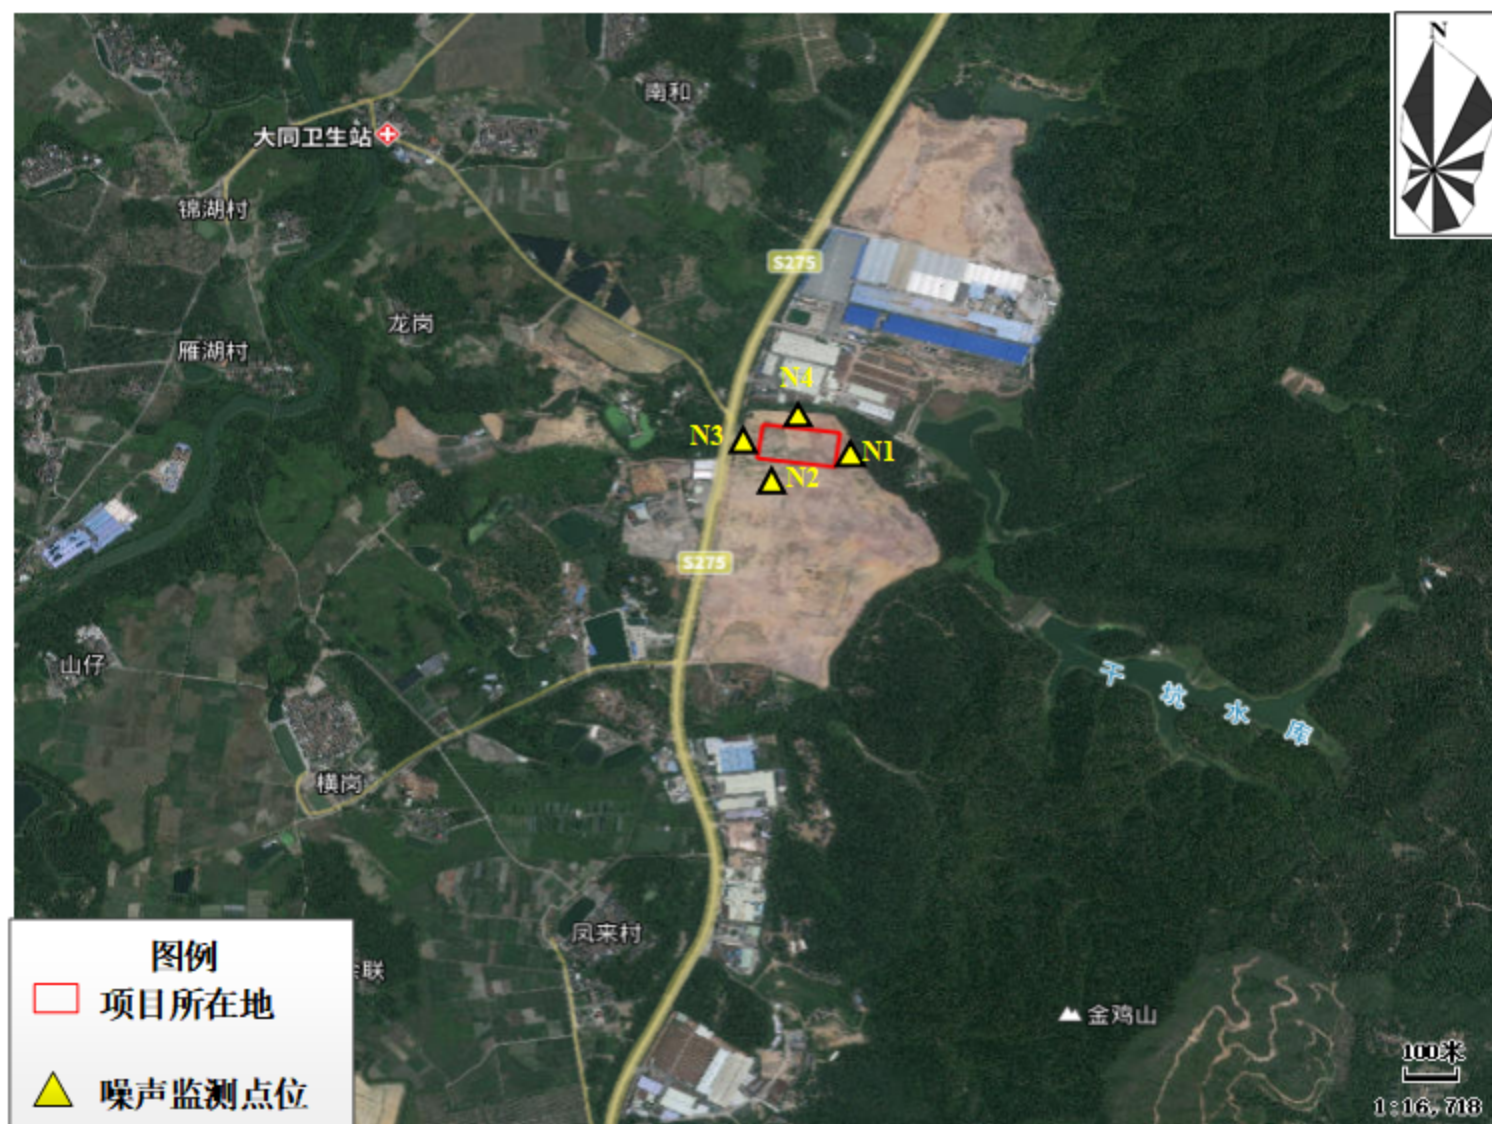 N
南和
大同卫生站
锦湖村
S275
龙岗
雁湖村
N4
N3
N1
N2
S275
山仔
干 坑 水 库
横岗
凤来村
图例
联
项目所在地
金鸡山
100米
噪声监测点位
1:16,718